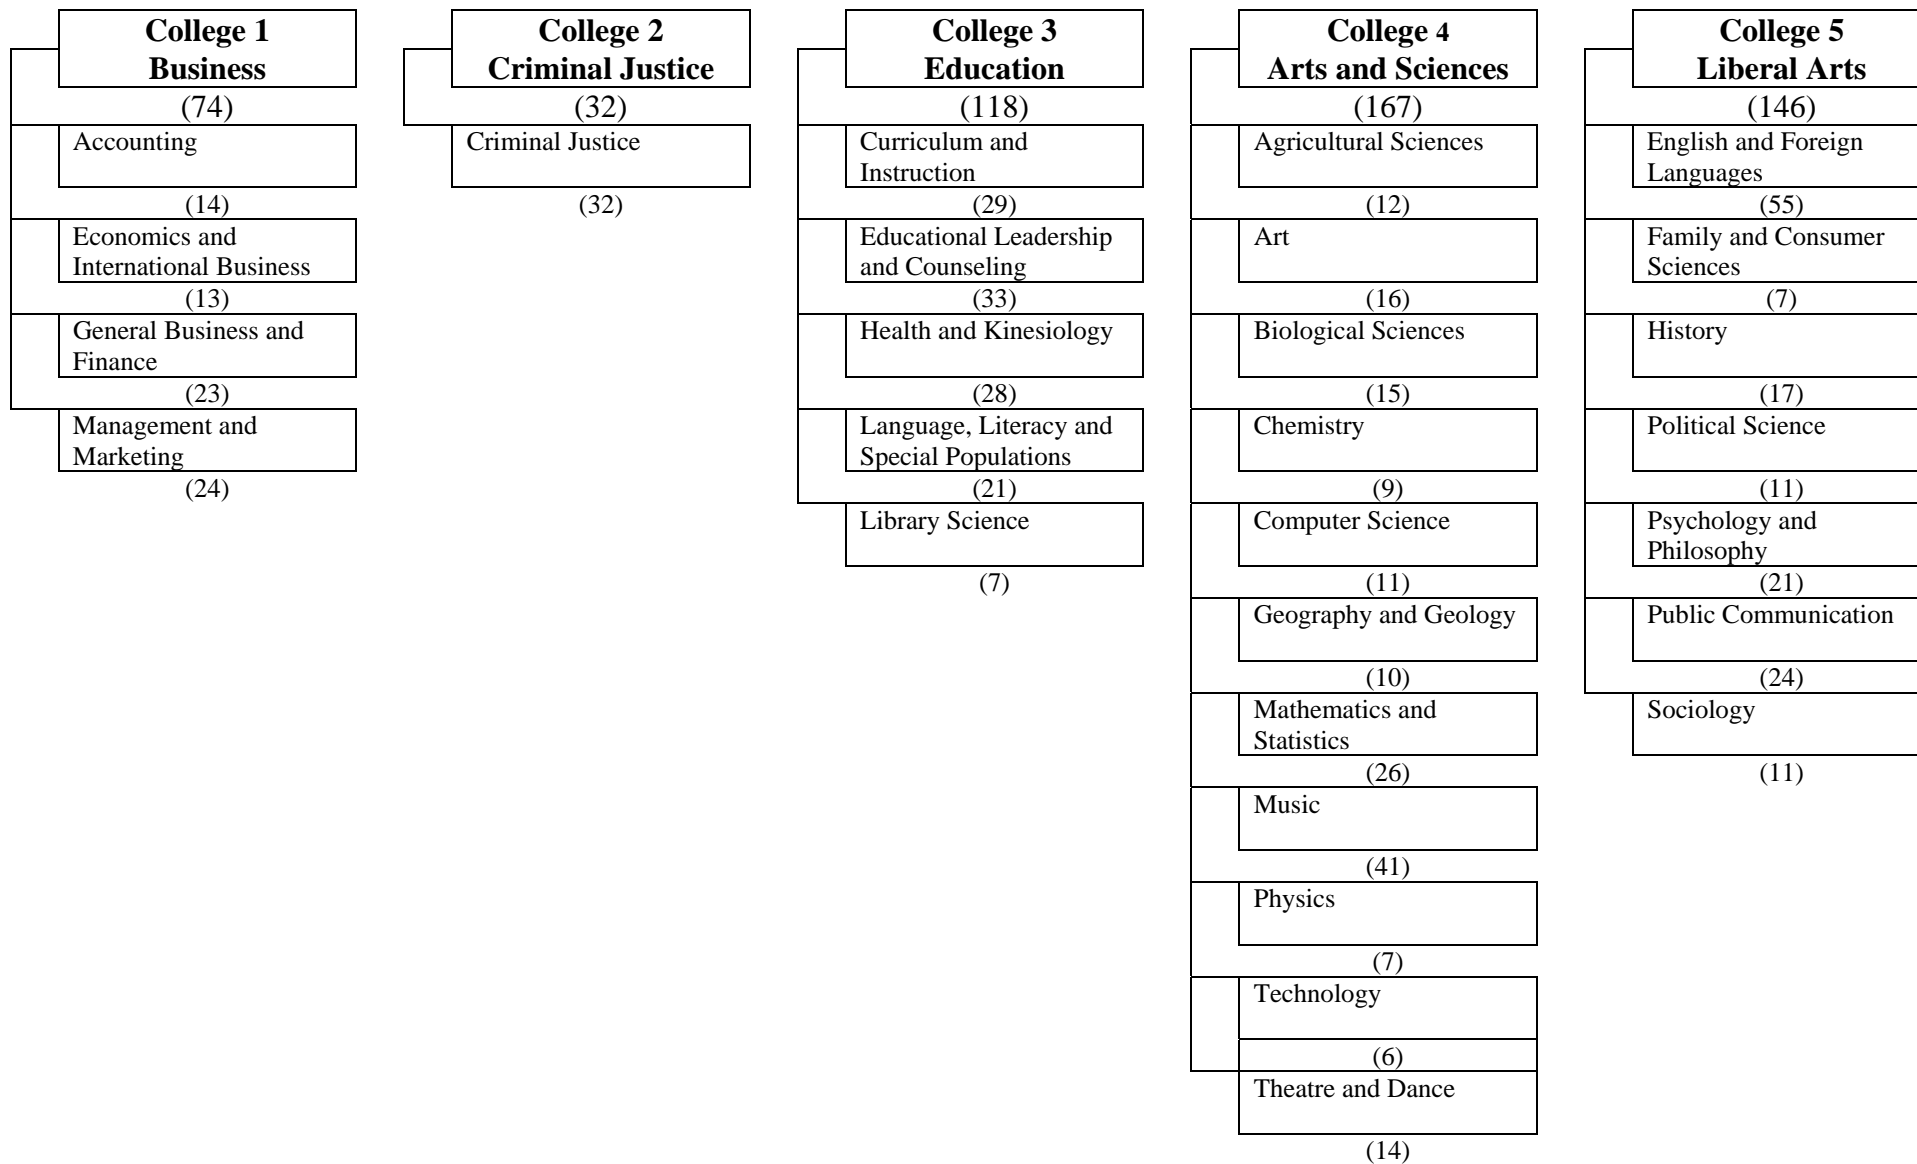 College 1
Business
(74)
Accounting
(14)
Economics and
International Business
(13)
General Business and
Finance
(23)
Management and
Marketing
(24)
College 2
Criminal Justice
(32)
Criminal Justice
(32)
College 3
Education
(118)
Curriculum and
Instruction
(29)
Educational Leadership
and Counseling
(33)
Health and Kinesiology
(28)
Language, Literacy and
Special Populations
(21)
Library Science
(7)
College 4
Arts and Sciences
(167)
Agricultural Sciences
(12)
Art
(16)
Biological Sciences
(15)
Chemistry
(9)
Computer Science
(11)
Geography and Geology
(10)
Mathematics and
Statistics
(26)
Music
(41)
Physics
(7)
Technology
(6)
Theatre and Dance
(14)
College 5
Liberal Arts
(146)
English and Foreign
Languages
(55)
Family and Consumer
Sciences
(7)
History
(17)
Political Science
(11)
Psychology and
Philosophy
(21)
Public Communication
(24)
Sociology
(11)